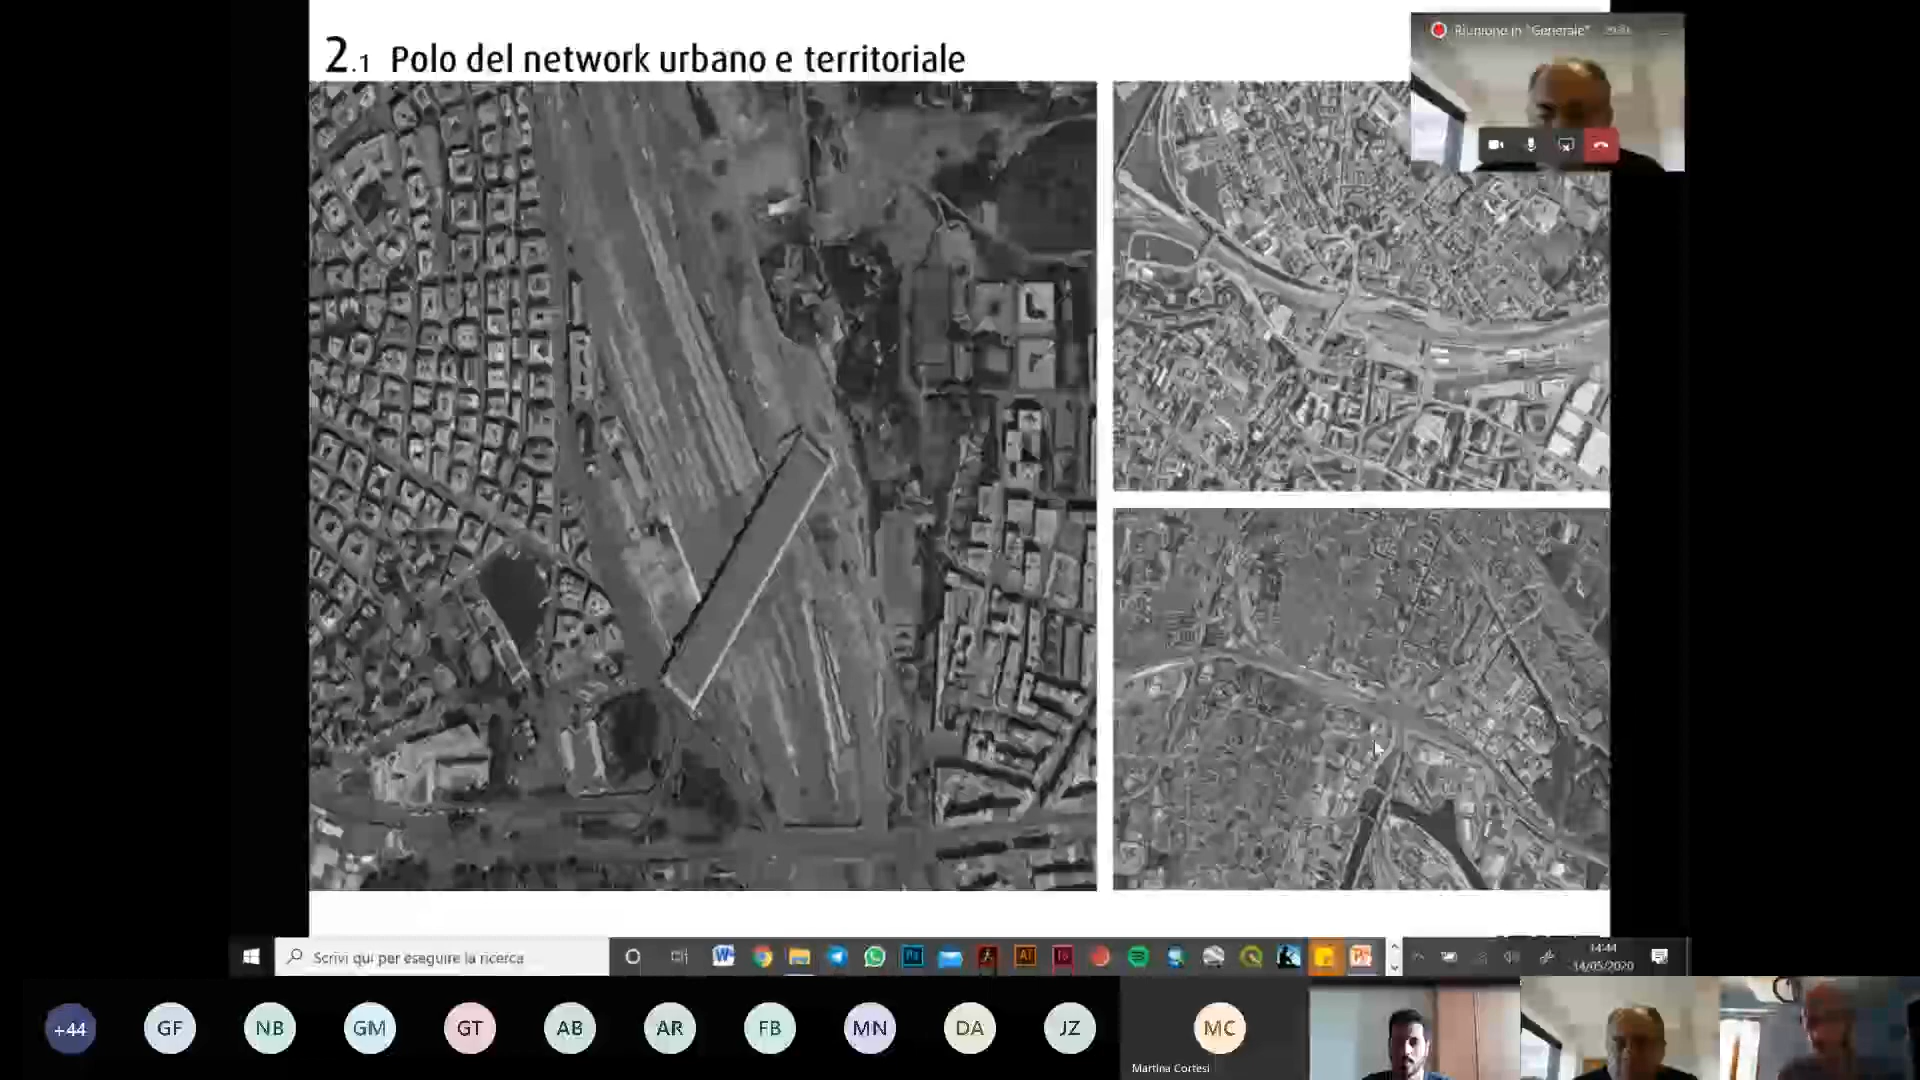 2.1 Polo del network urbano e territoriale
Riunione in "Generale"
Scrivi qui per eseguire la ricerca
14:44
14/05/2020
+44
GF
NB
GM
GT
AB
AR
FB
MN
DA
JZ
MC
Martina Cortesi